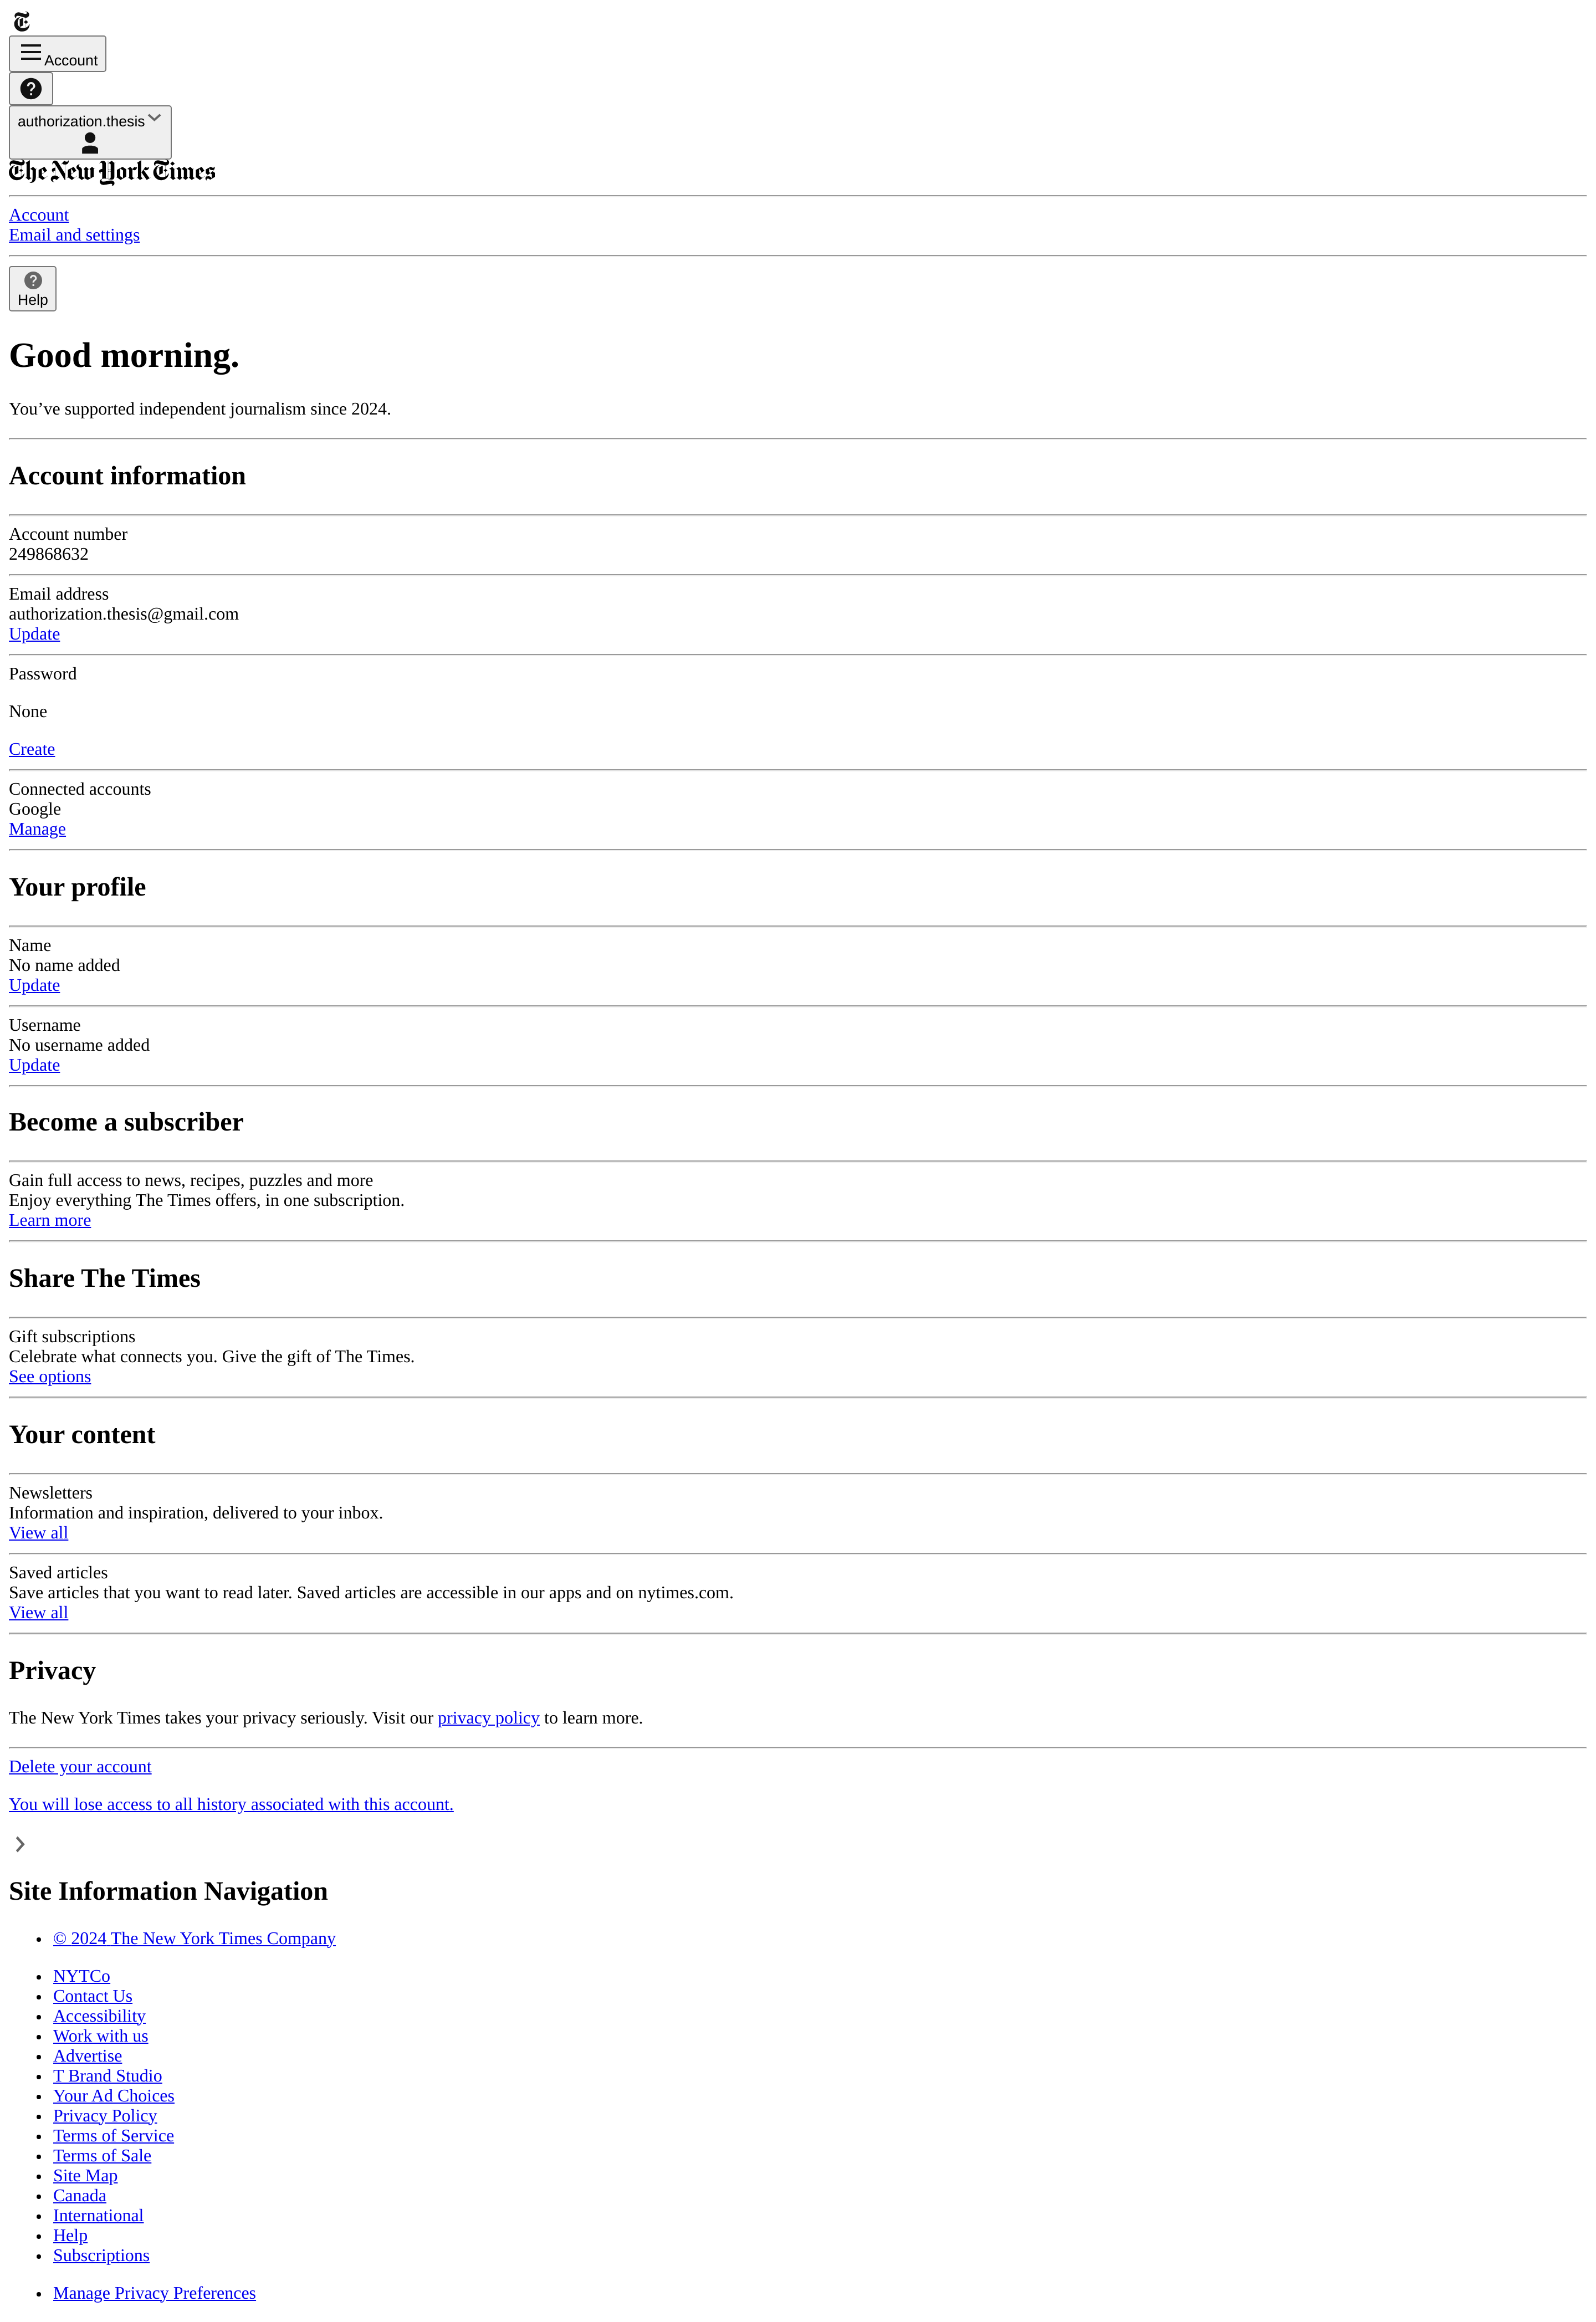 T
Account
authorization.thesis
The New York Times
Account
Email and settings
Help
Good morning.
You’ve supported independent journalism since 2024.
Account information
Account number
249868632
Email address
authorization.thesis@gmail.com
Update
Password
None
Create
Connected accounts
Google
Manage
Your profile
Name
No name added
Update
Username
No username added
Update
Become a subscriber
Gain full access to news, recipes, puzzles and more
Enjoy everything The Times offers, in one subscription.
Learn more
Share The Times
Gift subscriptions
Celebrate what connects you. Give the gift of The Times.
See options
Your content
Newsletters
Information and inspiration, delivered to your inbox.
View all
Saved articles
Save articles that you want to read later. Saved articles are accessible in our apps and on nytimes.com.
View all
Privacy
The New York Times takes your privacy seriously. Visit our privacy policy to learn more.
Delete your account
You will lose access to all history associated with this account.
Site Information Navigation
© 2024 The New York Times Company
NYTCo
Contact Us
Accessibility
Work with us
Advertise
T Brand Studio
Your Ad Choices
Privacy Policy
Terms of Service
Terms of Sale
Site Map
Canada
International
Help
Subscriptions
Manage Privacy Preferences